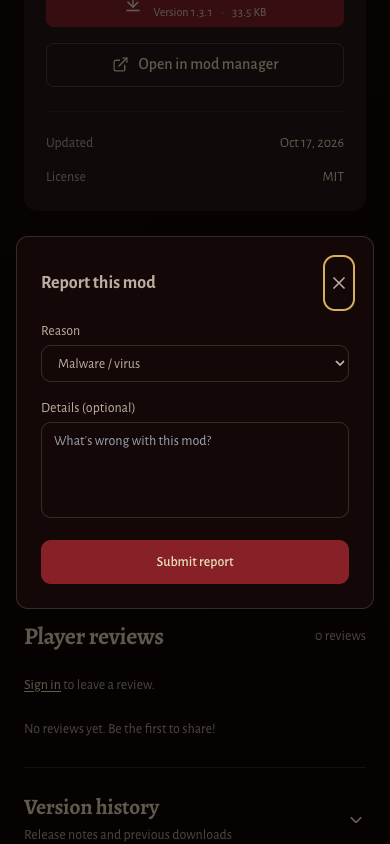 Version 1.3.1 · 33.5 KB
Open in mod manager
Updated Oct 17, 2026
License MIT
Report this mod
Reason
Malware / virus
Details (optional)
What's wrong with this mod?
Submit report
Player reviews 0 reviews
Sign in to leave a review.
No reviews yet. Be the first to share!
Version history
Release notes and previous downloads